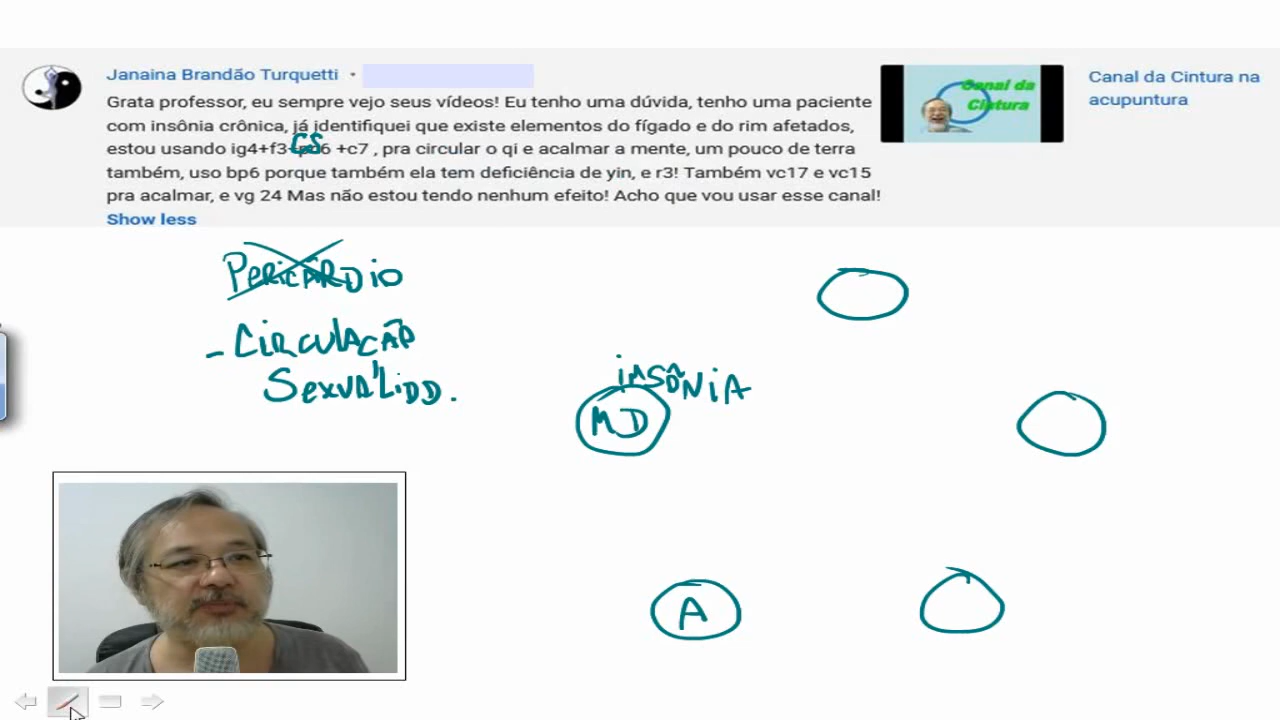 Janaina Brandão Turquetti •
Grata professor, eu sempre vejo seus vídeos! Eu tenho uma dúvida, tenho uma paciente
com insônia crônica, já identifiquei que existe elementos do fígado e do rim afetados,
estou usando ig4+f3+ CS 6 +c7 , pra circular o qi e acalmar a mente, um pouco de terra
também, uso bp6 porque também ela tem deficiência de yin, e r3! Também vc17 e vc15
pra acalmar, e vg 24 Mas não estou tendo nenhum efeito! Acho que vou usar esse canal!
Show less
Canal da
Cintura
Canal da Cintura na
acupuntura
PERICÁRDIO
- CIRCULAÇÃO
SEXUALIDD.
INSÔNIA
MD
A